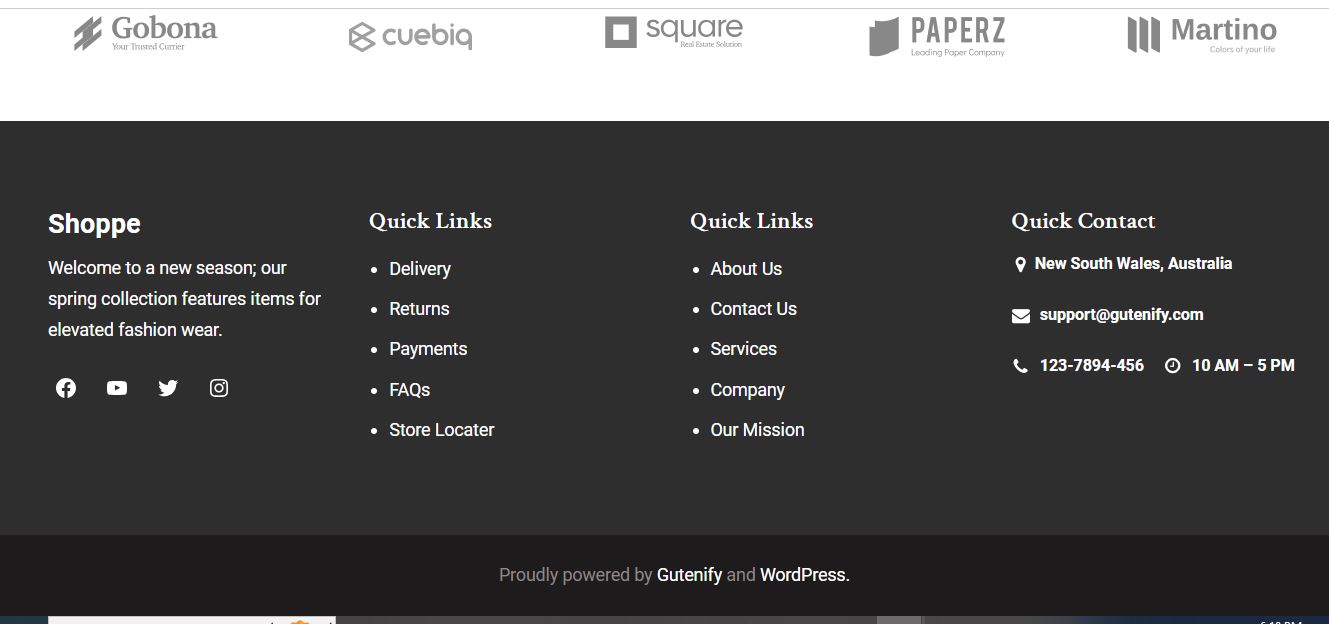 Gobona
Your Trusted Currier
cuebiq
square
Real Estate Solution
PAPERZ
Leading Paper Company
Martino
Colors of your life
Shoppe
Welcome to a new season; our
spring collection features items for
elevated fashion wear.
Quick Links
Delivery
Returns
Payments
FAQs
Store Locater
Quick Links
About Us
Contact Us
Services
Company
Our Mission
Quick Contact
New South Wales, Australia
support@gutenify.com
123-7894-456
10 AM – 5 PM
Proudly powered by Gutenify and WordPress.